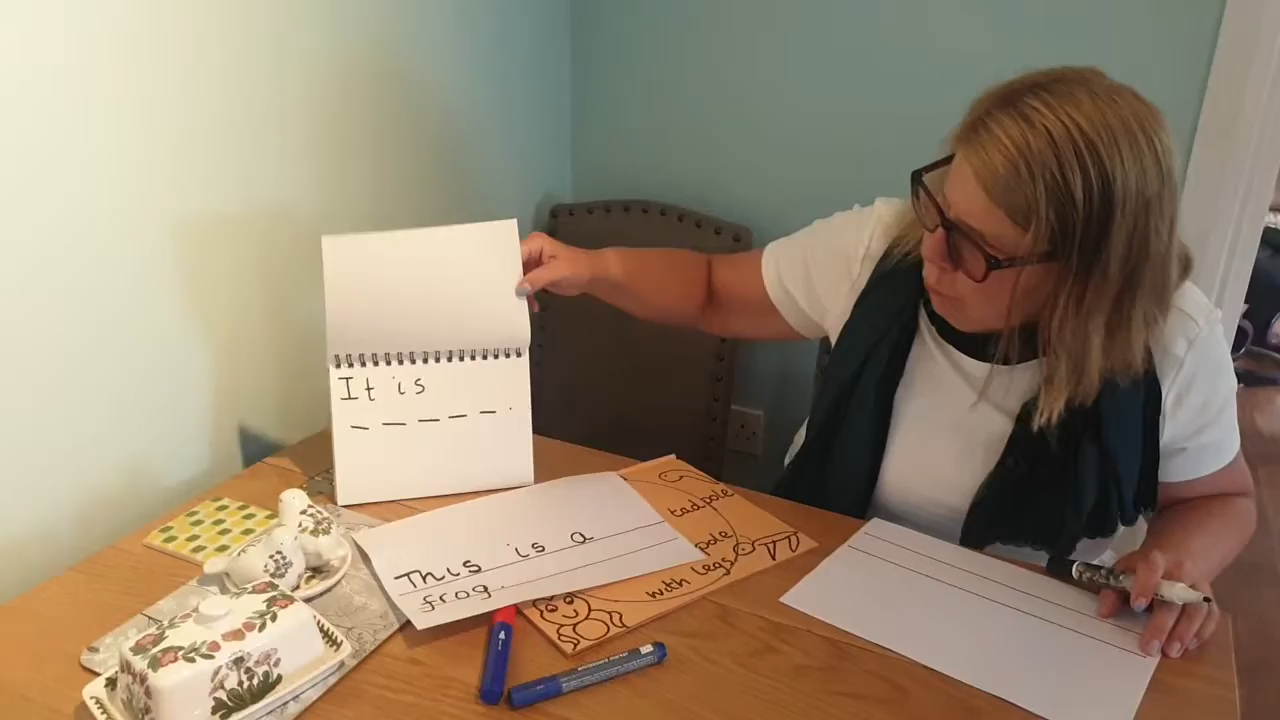 It is
_ _ _ _ _ .
This is a
frog.
tadpole
pole
with legs